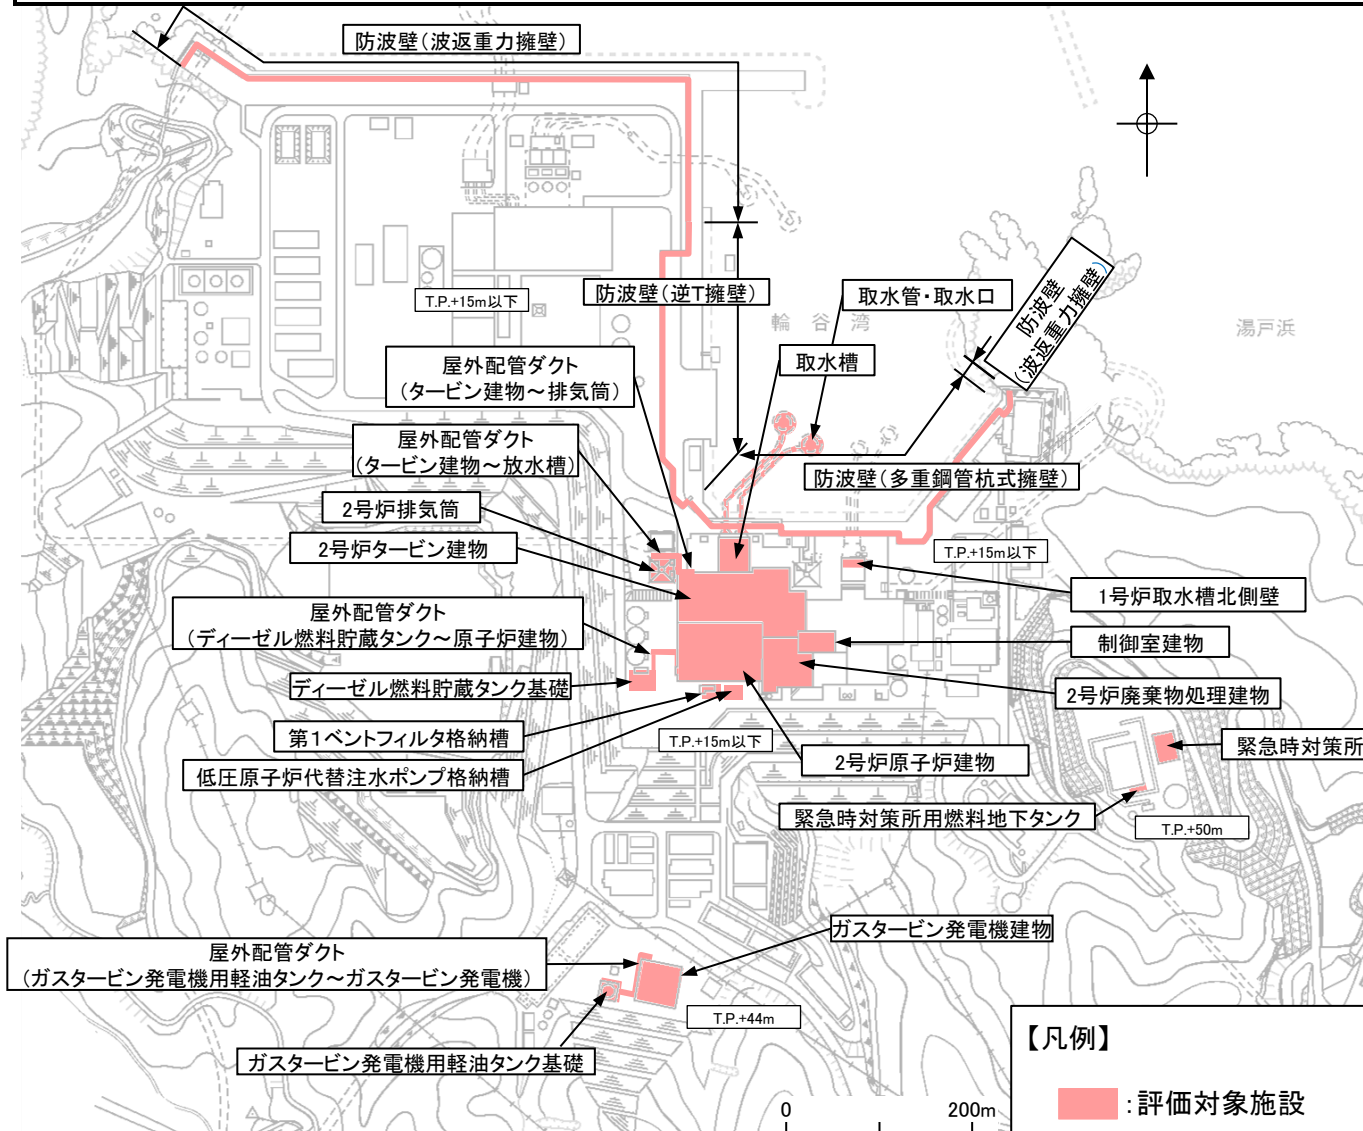 防波壁（波返重力擁壁）
防波壁（逆T擁壁）
取水管・取水口
防波壁
（波返重力擁壁）
輪谷湾
湯戸浜
T.P.+15m以下
屋外配管ダクト
（タービン建物～排気筒）
取水槽
屋外配管ダクト
（タービン建物～放水槽）
防波壁（多重鋼管杭式擁壁）
2号炉排気筒
2号炉タービン建物
T.P.+15m以下
屋外配管ダクト
（ディーゼル燃料貯蔵タンク～原子炉建物）
1号炉取水槽北側壁
制御室建物
ディーゼル燃料貯蔵タンク基礎
2号炉廃棄物処理建物
第1ベントフィルタ格納槽
T.P.+15m以下
緊急時対策所
低圧原子炉代替注水ポンプ格納槽
2号炉原子炉建物
緊急時対策所用燃料地下タンク
T.P.+50m
ガスタービン発電機建物
屋外配管ダクト
（ガスタービン発電機用軽油タンク～ガスタービン発電機）
T.P.+44m
ガスタービン発電機用軽油タンク基礎
【凡例】
：評価対象施設
0 200m